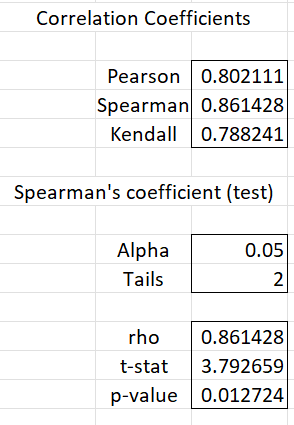 Correlation Coefficients
Pearson 0.802111
Spearman 0.861428
Kendall 0.788241
Spearman's coefficient (test)
Alpha 0.05
Tails 2
rho 0.861428
t-stat 3.792659
p-value 0.012724